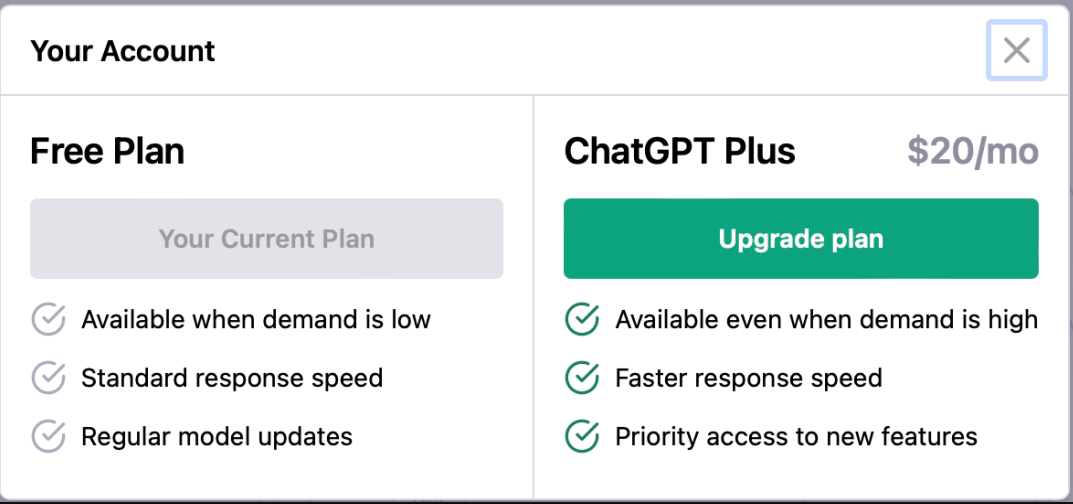 Your Account
Free Plan
Your Current Plan
Available when demand is low
Standard response speed
Regular model updates
ChatGPT Plus $20/mo
Upgrade plan
Available even when demand is high
Faster response speed
Priority access to new features